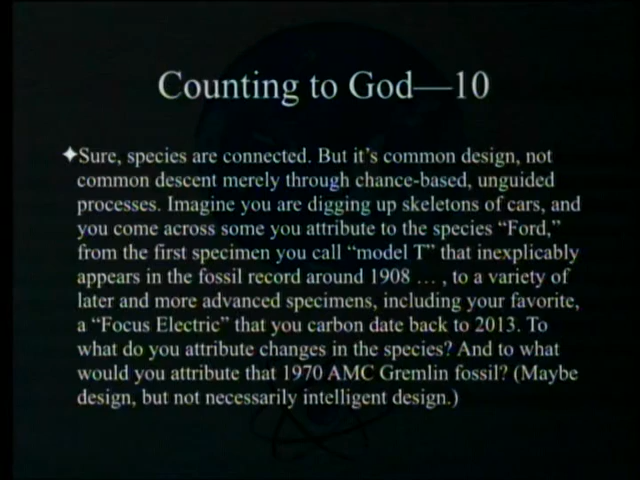 Counting to God—10
✦Sure, species are connected. But it’s common design, not
common descent merely through chance-based, unguided
processes. Imagine you are digging up skeletons of cars, and
you come across some you attribute to the species “Ford,”
from the first specimen you call “model T” that inexplicably
appears in the fossil record around 1908 … , to a variety of
later and more advanced specimens, including your favorite,
a “Focus Electric” that you carbon date back to 2013. To
what do you attribute changes in the species? And to what
would you attribute that 1970 AMC Gremlin fossil? (Maybe
design, but not necessarily intelligent design.)